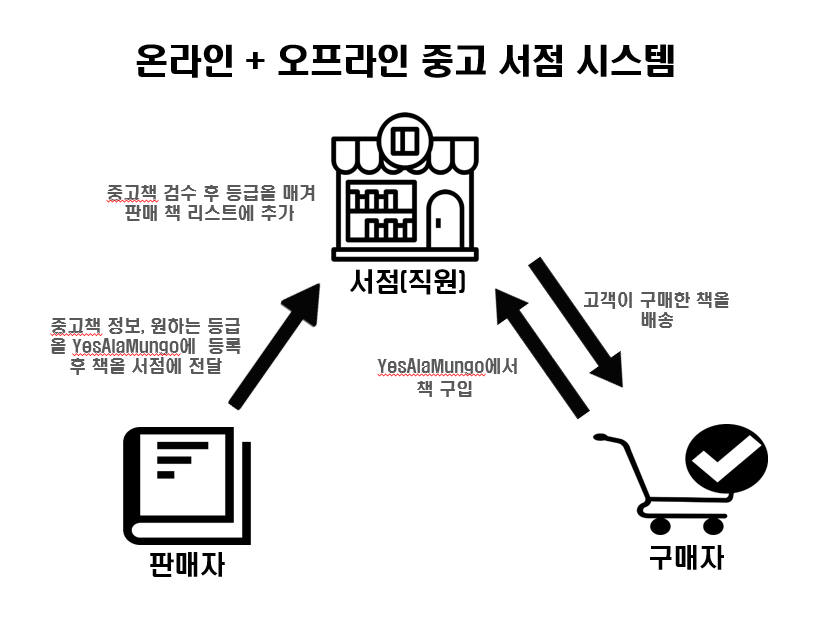 온라인 + 오프라인 중고 서점 시스템
중고책 검수 후 등급을 매겨
판매 책 리스트에 추가
서점(직원)
고객이 구매한 책을
배송
중고책 정보, 원하는 등급
을 YesAlaMungo에 등록
후 책을 서점에 전달
YesAlaMungo에서
책 구입
판매자
구매자